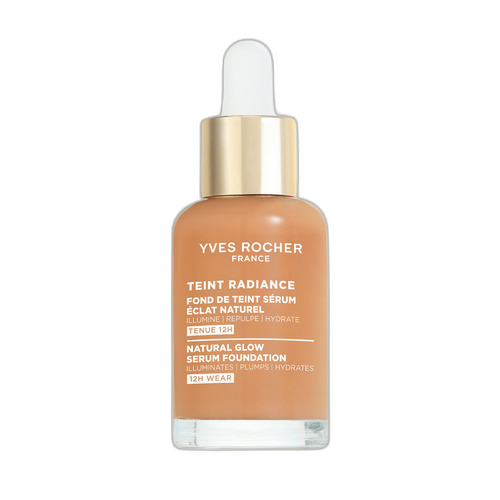 YVES ROCHER
FRANCE
TEINT RADIANCE
FOND DE TEINT SÉRUM
ÉCLAT NATUREL
ILLUMINE | REPULPE | HYDRATE
TENUE 12H
NATURAL GLOW
SERUM FOUNDATION
ILLUMINATES | PLUMPS | HYDRATES
12H WEAR